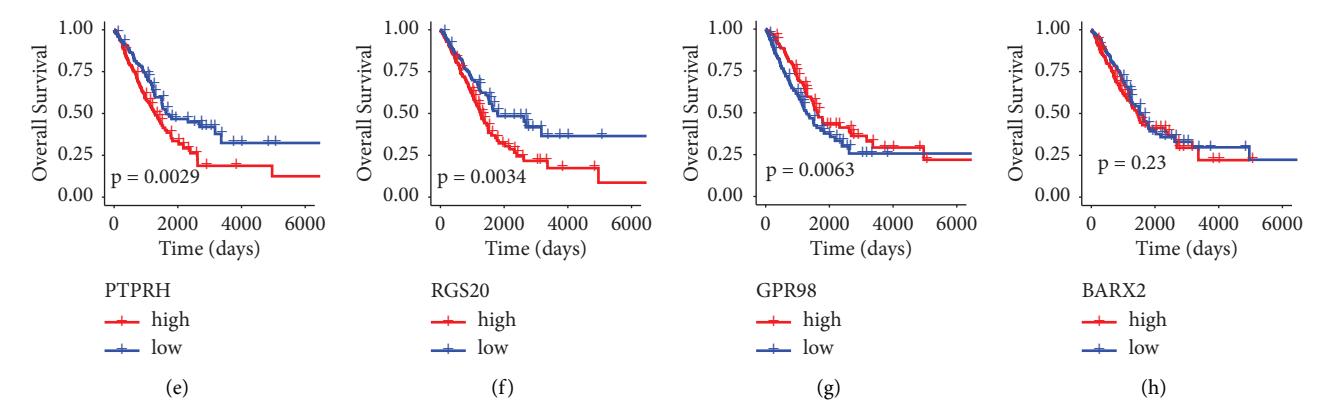 Overall Survival
1.00
0.75
0.50
0.25
0.00
p = 0.0029
0 2000 4000 6000
Time (days)
PTPRH
high
low
(e)
Overall Survival
1.00
0.75
0.50
0.25
0.00
p = 0.0034
0 2000 4000 6000
Time (days)
RGS20
high
low
(f)
Overall Survival
1.00
0.75
0.50
0.25
0.00
p = 0.0063
0 2000 4000 6000
Time (days)
GPR98
high
low
(g)
Overall Survival
1.00
0.75
0.50
0.25
0.00
p = 0.23
0 2000 4000 6000
Time (days)
BARX2
high
low
(h)